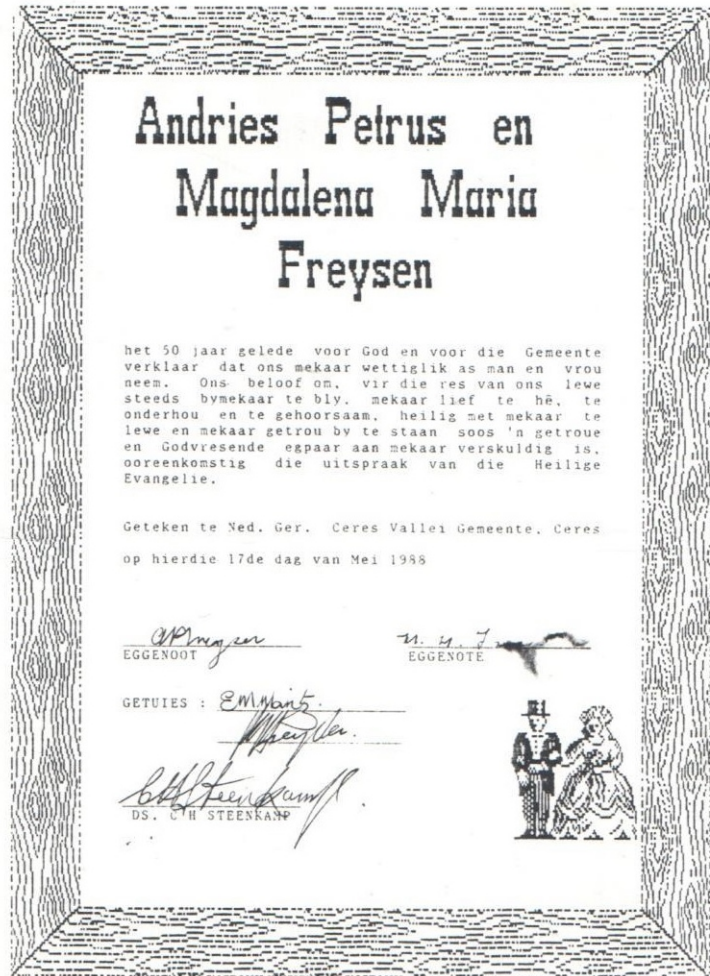 Andries Petrus en
Magdalena Maria
Freysen
het 50 jaar gelede voor God en voor die Gemeente
verklaar dat ons mekaar wettiglik as man en vrou
neem. Ons beloof om, vir die res van ons lewe
steeds bymekaar te bly, mekaar lief te hê, te
onderhou en te gehoorsaam, heilig met mekaar te
lewe en mekaar getrou by te staan soos 'n getroue
en Godvresende egpaar aan mekaar verskuldig is,
ooreenkomstig die uitspraak van die Heilige
Evangelie.
Geteken te Ned. Ger. Ceres Vallei Gemeente, Ceres
op hierdie 17de dag van Mei 1988
EGGENOOT EGGENOTE
GETUIES :
DS. C H STEENKAMP